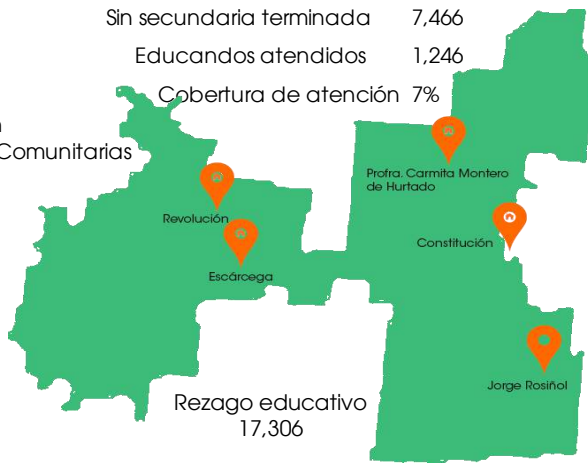 Sin secundaria terminada 7,466
Educandos atendidos 1,246
Cobertura de atención 7%
Comunitarias
Profra. Carmita Montero
de Hurtado
Revolución
Constitución
Escárcega
Jorge Rosiñol
Rezago educativo
17,306